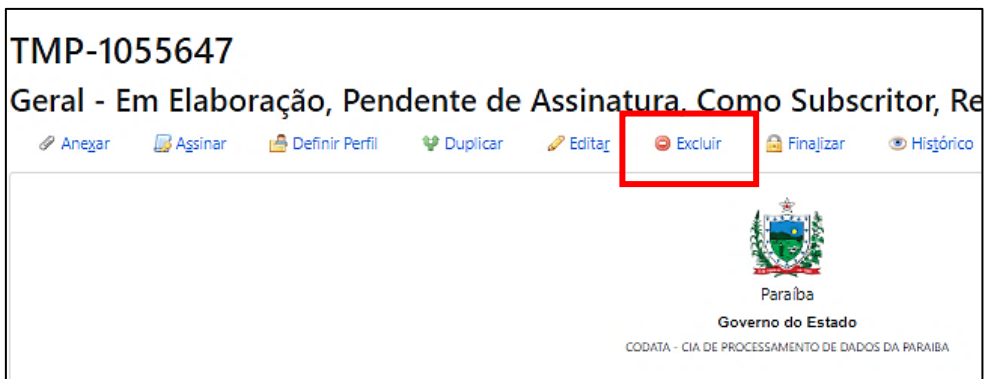 TMP-1055647
Geral - Em Elaboração, Pendente de Assinatura, Como Subscritor, Re
Anexar Assinar Definir Perfil Duplicar Editar Excluir Finalizar Histórico
Paraíba
Governo do Estado
CODATA - CIA DE PROCESSAMENTO DE DADOS DA PARAIBA